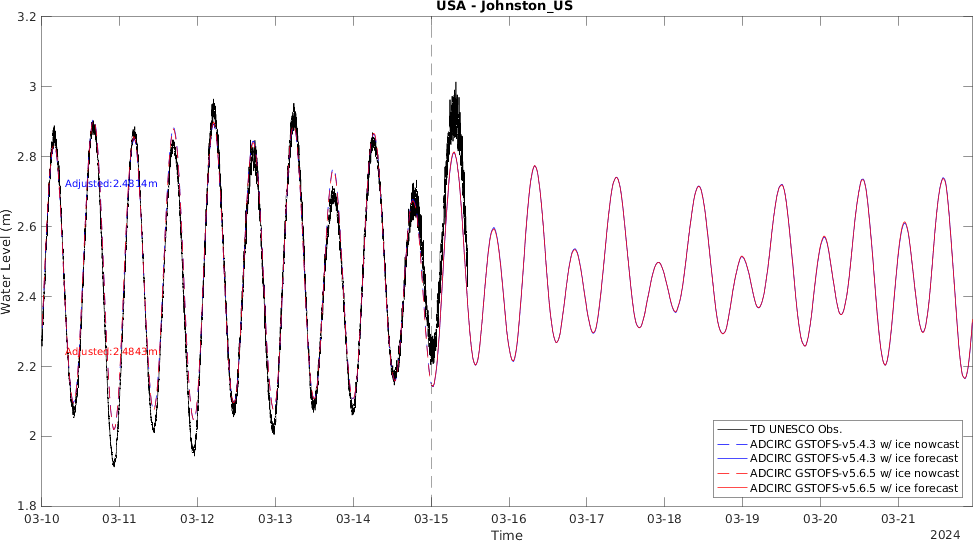 USA - Johnston_US
3.2
3
2.8
2.6
2.4
2.2
2
1.8
Water Level (m)
Adjusted:2.4814m
Adjusted:2.4843m
TD UNESCO Obs.
ADCIRC GSTOFS-v5.4.3 w/ ice nowcast
ADCIRC GSTOFS-v5.4.3 w/ ice forecast
ADCIRC GSTOFS-v5.6.5 w/ ice nowcast
ADCIRC GSTOFS-v5.6.5 w/ ice forecast
03-10 03-11 03-12 03-13 03-14 03-15 03-16 03-17 03-18 03-19 03-20 03-21
Time
2024